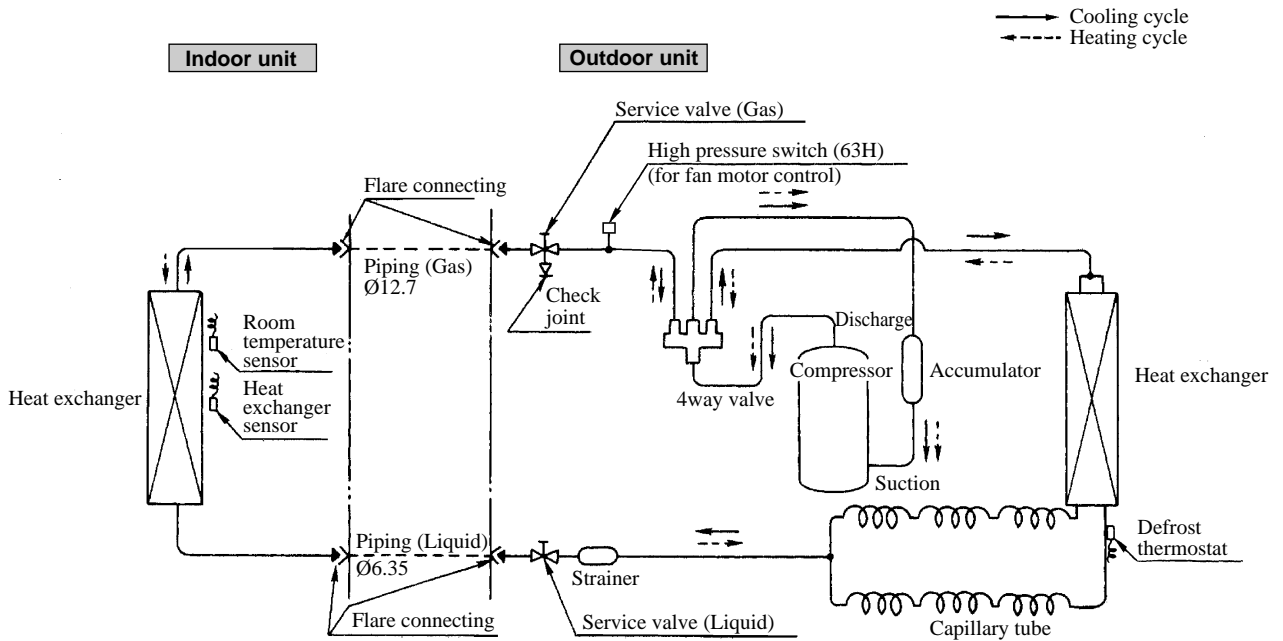 Cooling cycle
Heating cycle
Indoor unit
Outdoor unit
Service valve (Gas)
High pressure switch (63H)
(for fan motor control)
Flare connecting
Piping (Gas)
Ø12.7
Check
joint
Room
temperature
sensor
Heat
exchanger
sensor
Heat exchanger
Discharge
Compressor
Accumulator
4way valve
Suction
Heat exchanger
Defrost
thermostat
Piping (Liquid)
Ø6.35
Strainer
Flare connecting
Service valve (Liquid)
Capillary tube